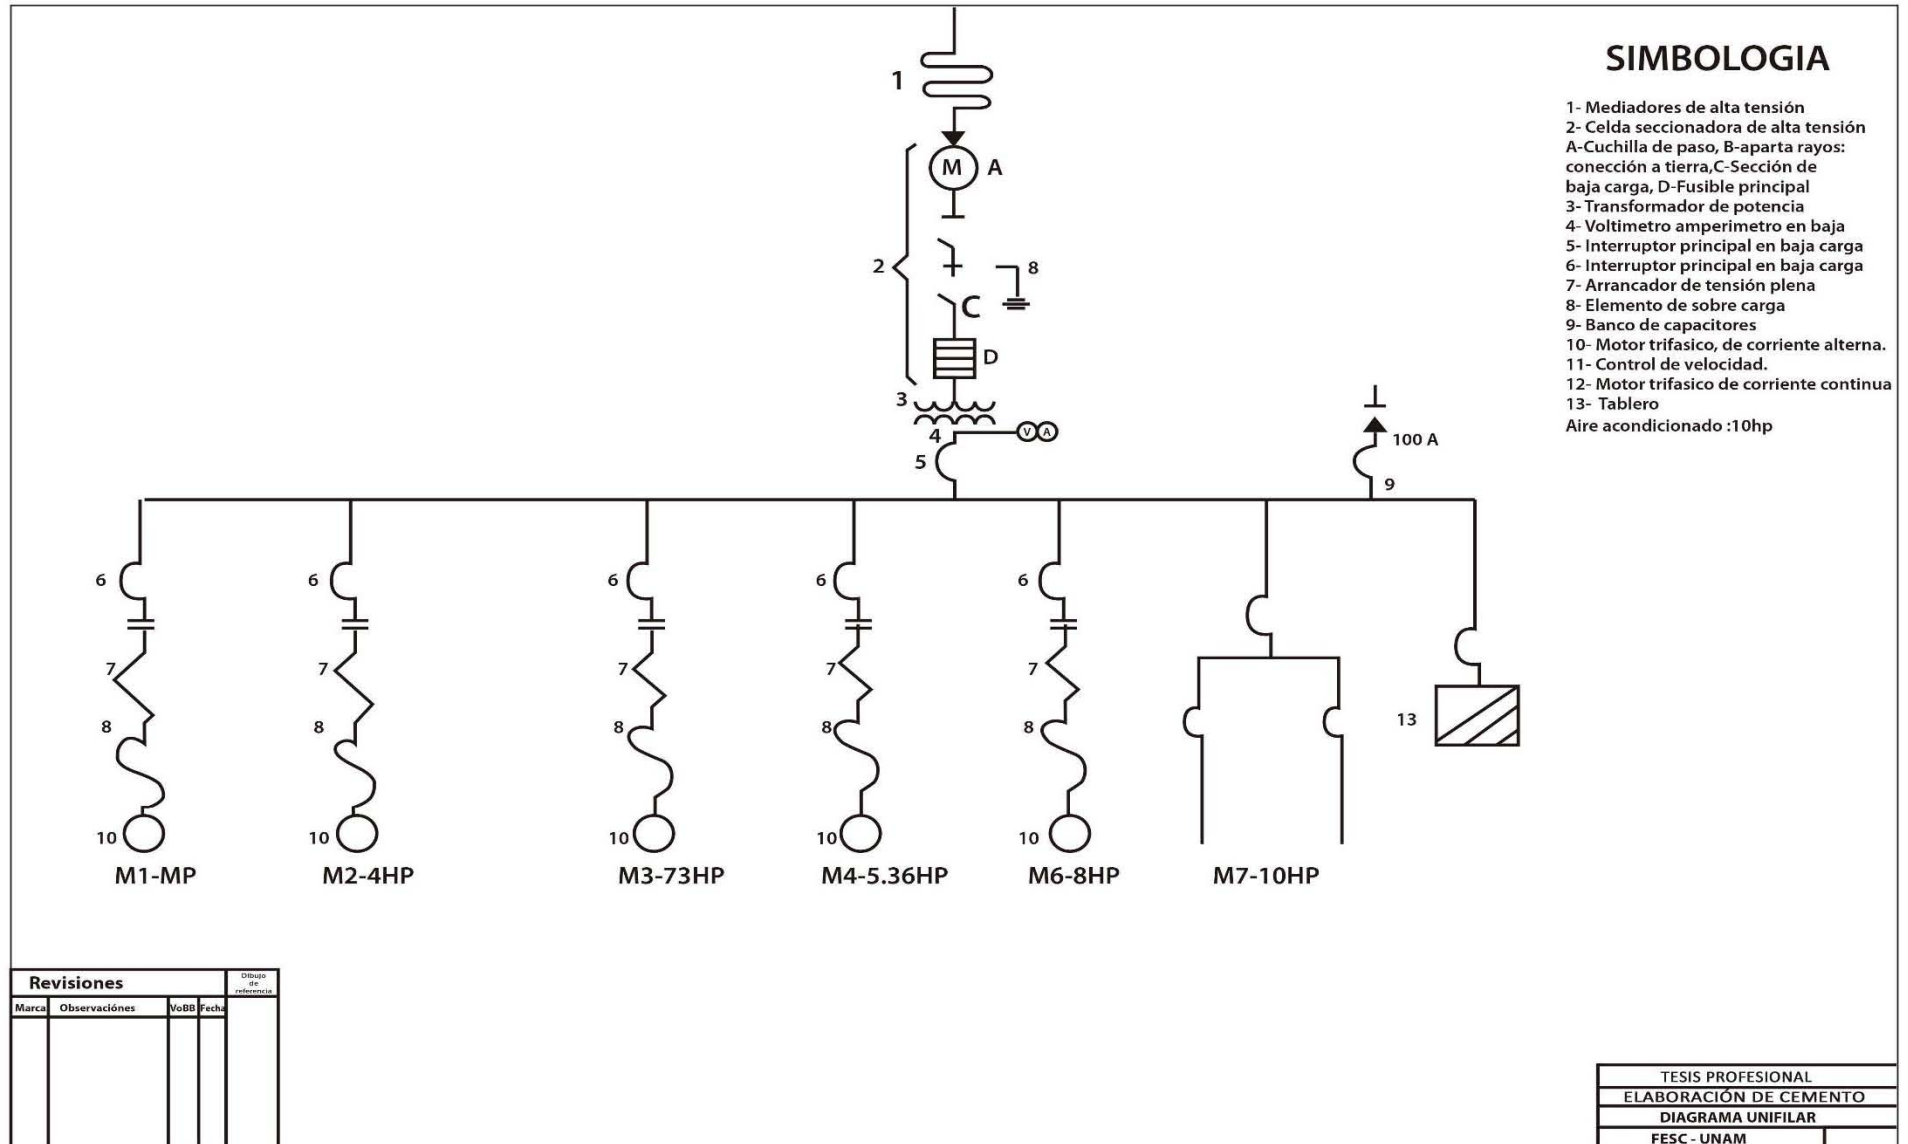 SIMBOLOGIA
1- Mediadores de alta tensión
2- Celda seccionadora de alta tensión
A-Cuchilla de paso, B-aparta rayos:
conección a tierra,C-Sección de
baja carga, D-Fusible principal
3- Transformador de potencia
4- Voltimetro amperimetro en baja
5- Interruptor principal en baja carga
6- Interruptor principal en baja carga
7- Arrancador de tensión plena
8- Elemento de sobre carga
9- Banco de capacitores
10- Motor trifasico, de corriente alterna.
11- Control de velocidad.
12- Motor trifasico de corriente continua
13- Tablero
Aire acondicionado :10hp
1
M A
2
8
C
D
3
4 V A
5
100 A
9
6 6 6 6 6
7 7 7 7 7
13
8 8 8 8 8
10 10 10 10 10
M1-MP M2-4HP M3-73HP M4-5.36HP M6-8HP M7-10HP
Revisiones
Dibujo
de
referencia
Marca Observaciónes VoBB Fecha
TESIS PROFESIONAL
ELABORACIÓN DE CEMENTO
DIAGRAMA UNIFILAR
FESC - UNAM